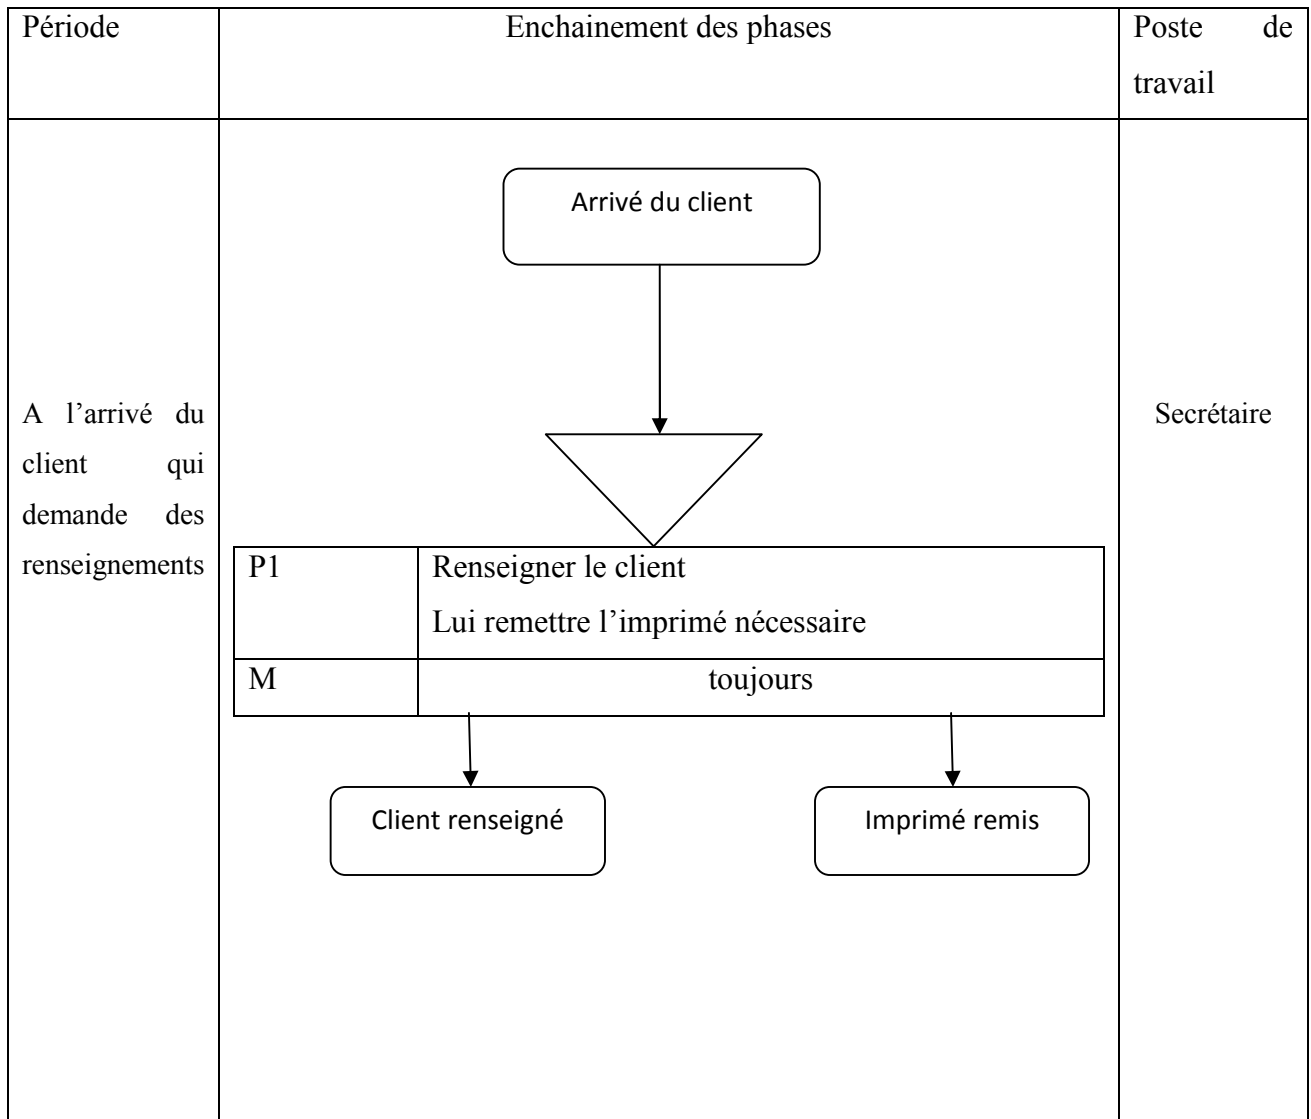 Période
Enchainement des phases
Poste de
travail
A l’arrivé du
client qui
demande des
renseignements
Arrivé du client
P1
Renseigner le client
Lui remettre l’imprimé nécessaire
M
toujours
Client renseigné
Imprimé remis
Secrétaire